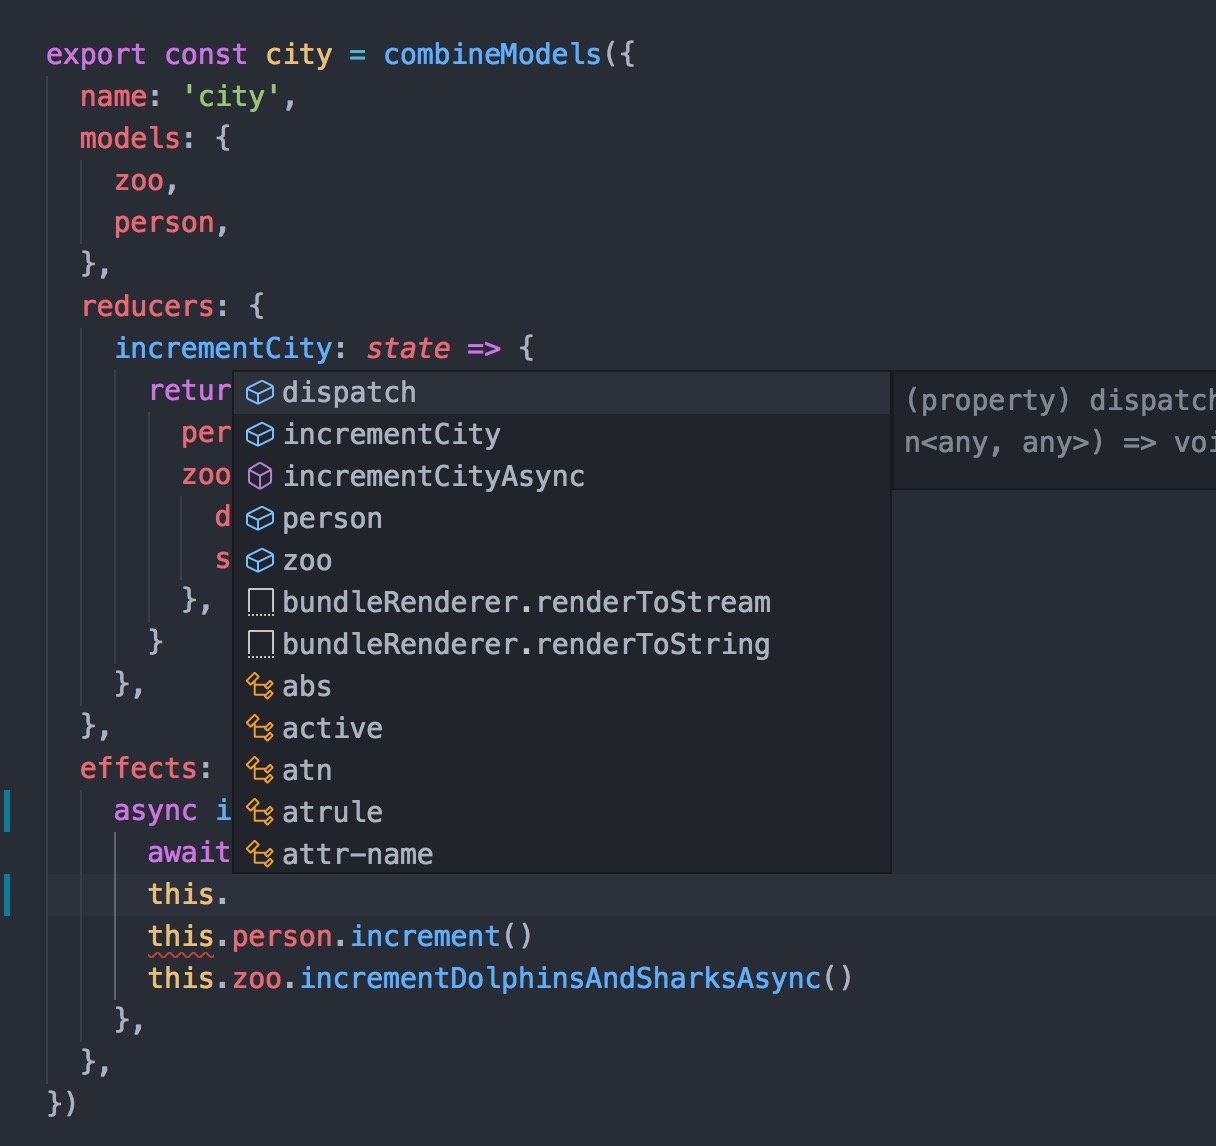 export const city = combineModels({
name: 'city',
models: {
zoo,
person,
},
reducers: {
incrementCity: state => {
retur
per
zoo
d
s
},
}
},
},
effects:
async i
await
this.
this.person.increment()
this.zoo.incrementDolphinsAndSharksAsync()
},
},
})
dispatch
incrementCity
incrementCityAsync
person
zoo
bundleRenderer.renderToStream
bundleRenderer.renderToString
abs
active
atn
atrule
attr-name
(property) dispatch
n<any, any>) => voi